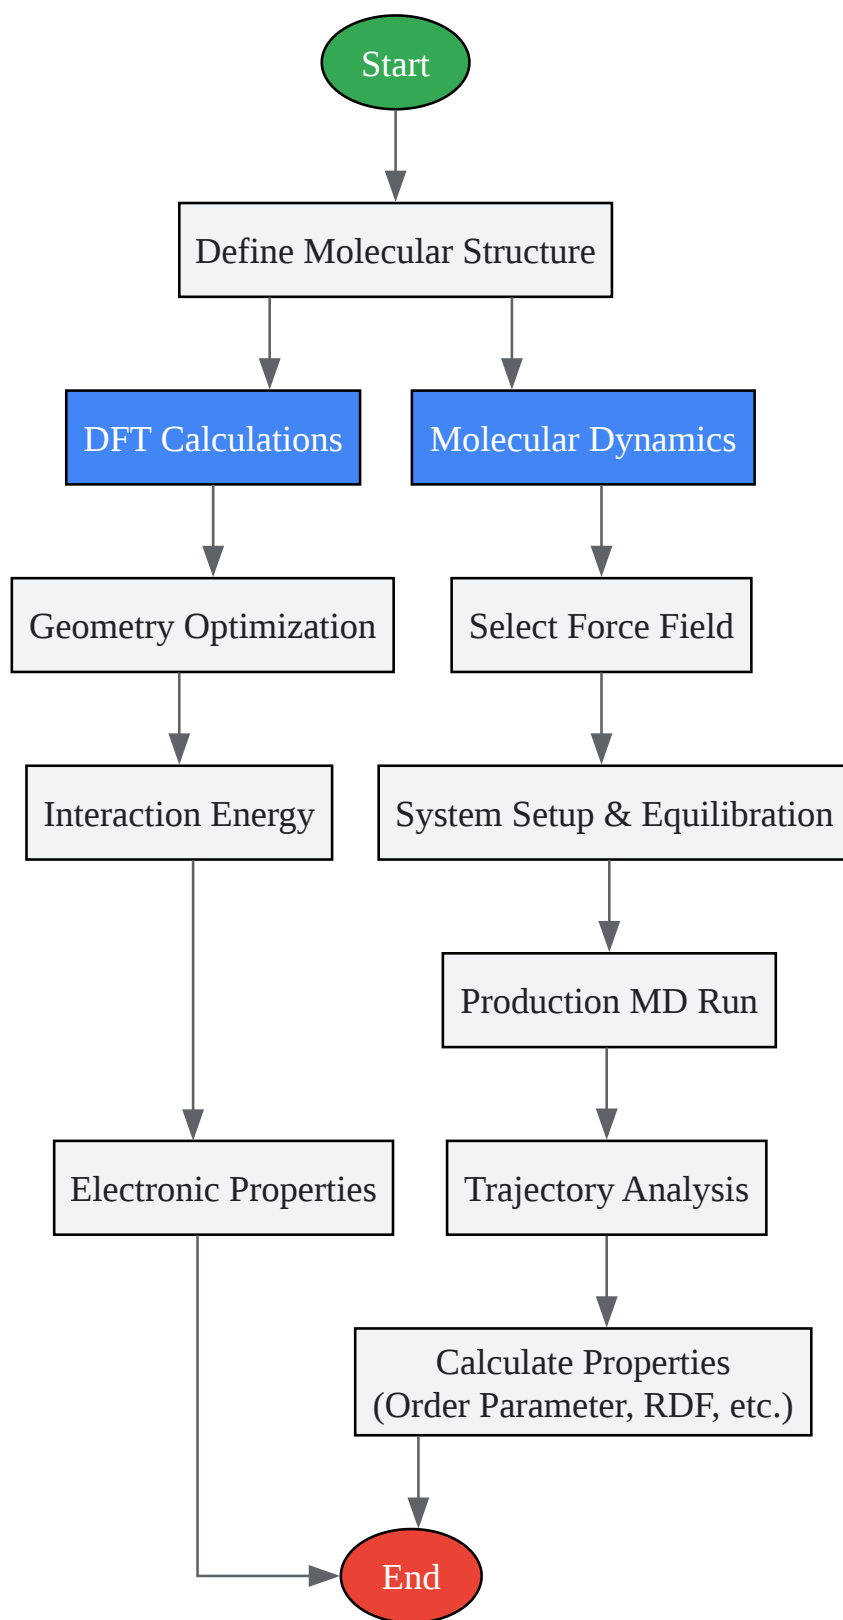 Start
Define Molecular Structure
DFT Calculations
Molecular Dynamics
Geometry Optimization
Select Force Field
Interaction Energy
System Setup & Equilibration
Production MD Run
Electronic Properties
Trajectory Analysis
Calculate Properties
(Order Parameter, RDF, etc.)
End